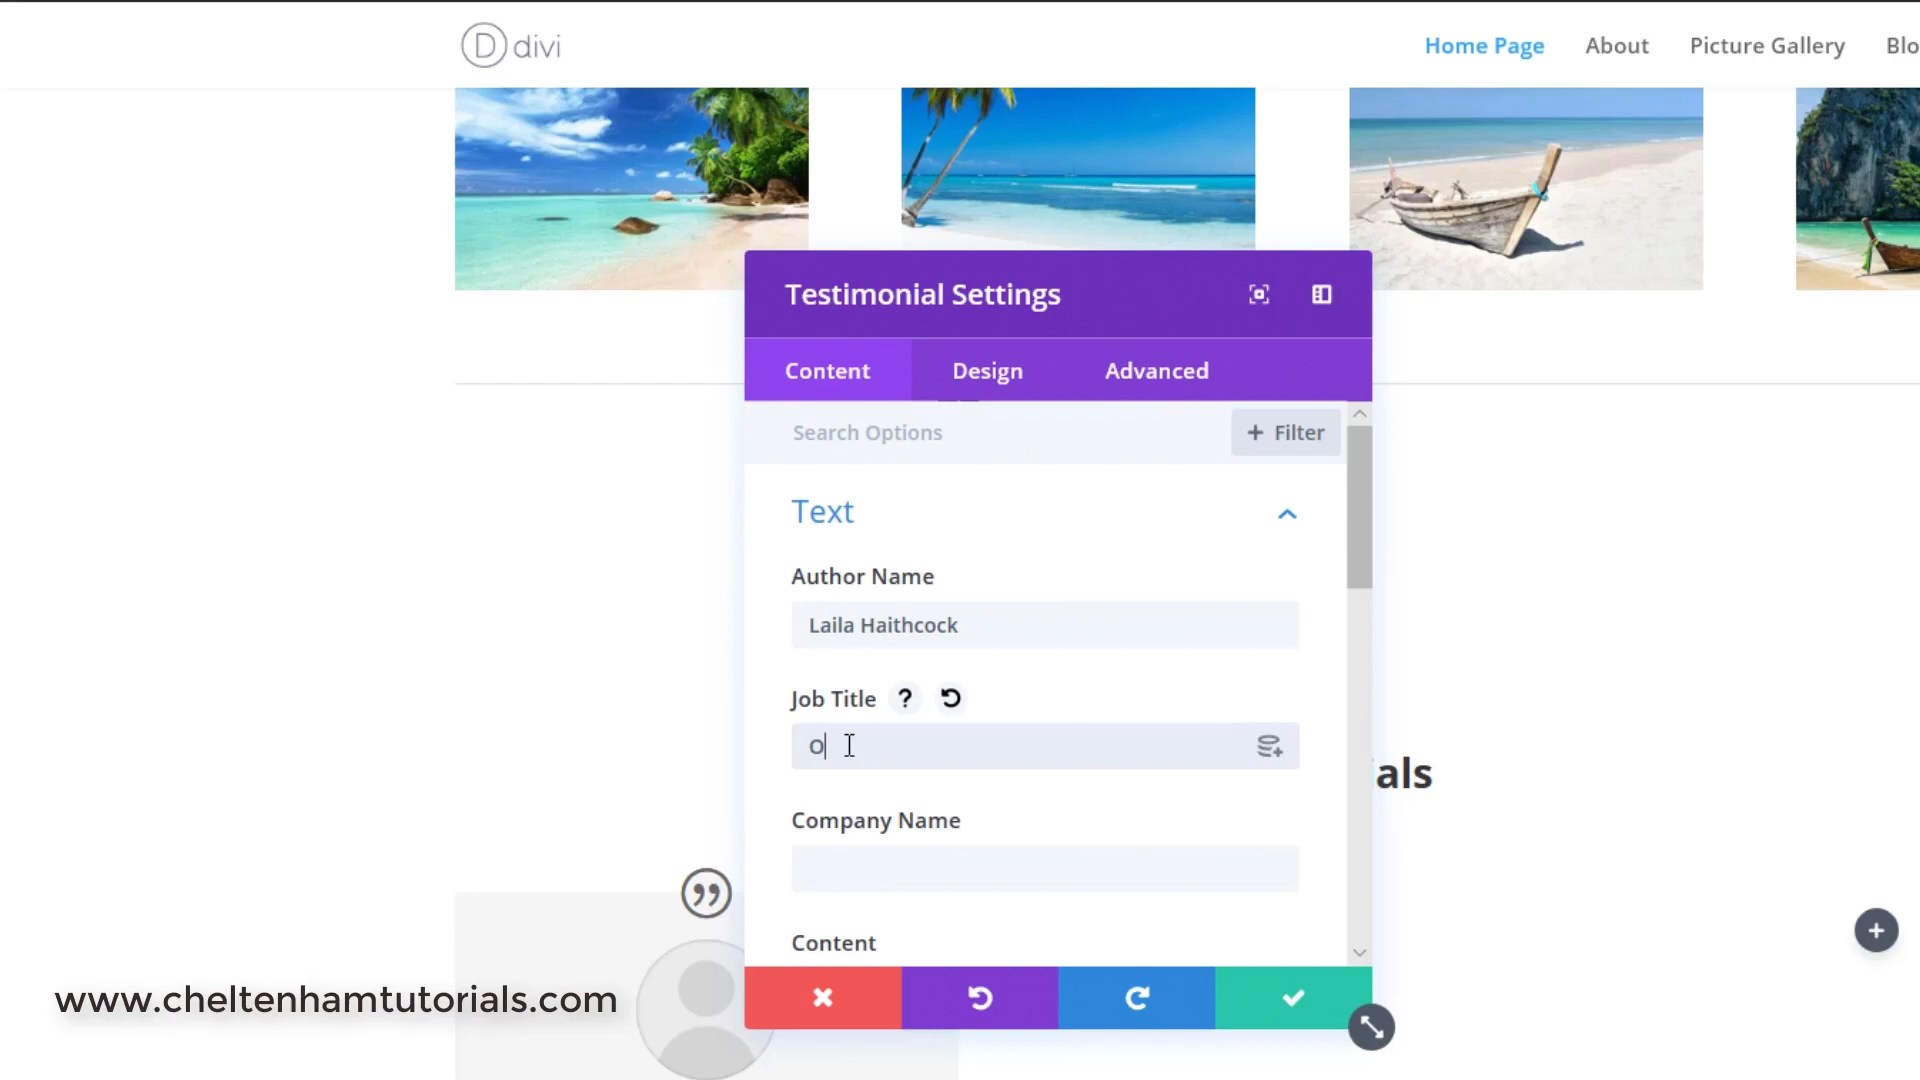 D divi
Home Page About Picture Gallery Blo
Testimonial Settings
Content Design Advanced
Search Options + Filter
Text
Author Name
Laila Haithcock
Job Title ?
O
ials
Company Name
Content
www.cheltenhamtutorials.com